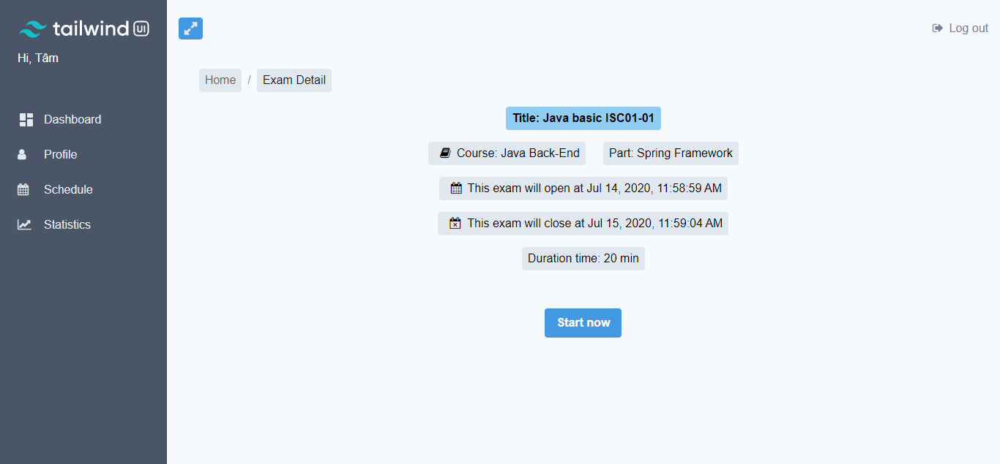 tailwind UI
Hi, Tâm
Dashboard
Profile
Schedule
Statistics
Log out
Home / Exam Detail
Title: Java basic ISC01-01
Course: Java Back-End Part: Spring Framework
This exam will open at Jul 14, 2020, 11:58:59 AM
This exam will close at Jul 15, 2020, 11:59:04 AM
Duration time: 20 min
Start now